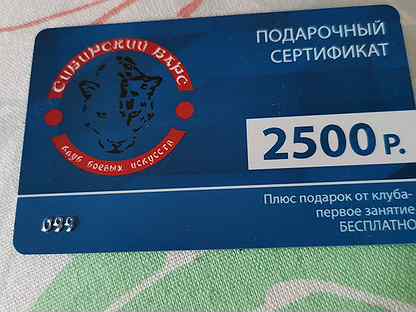 СИБИРСКИЙ БАРС
клуб боевых искусств
ПОДАРОЧНЫЙ
СЕРТИФИКАТ
2500 Р.
Плюс подарок от клуба-
первое занятие
БЕСПЛАТНО
099